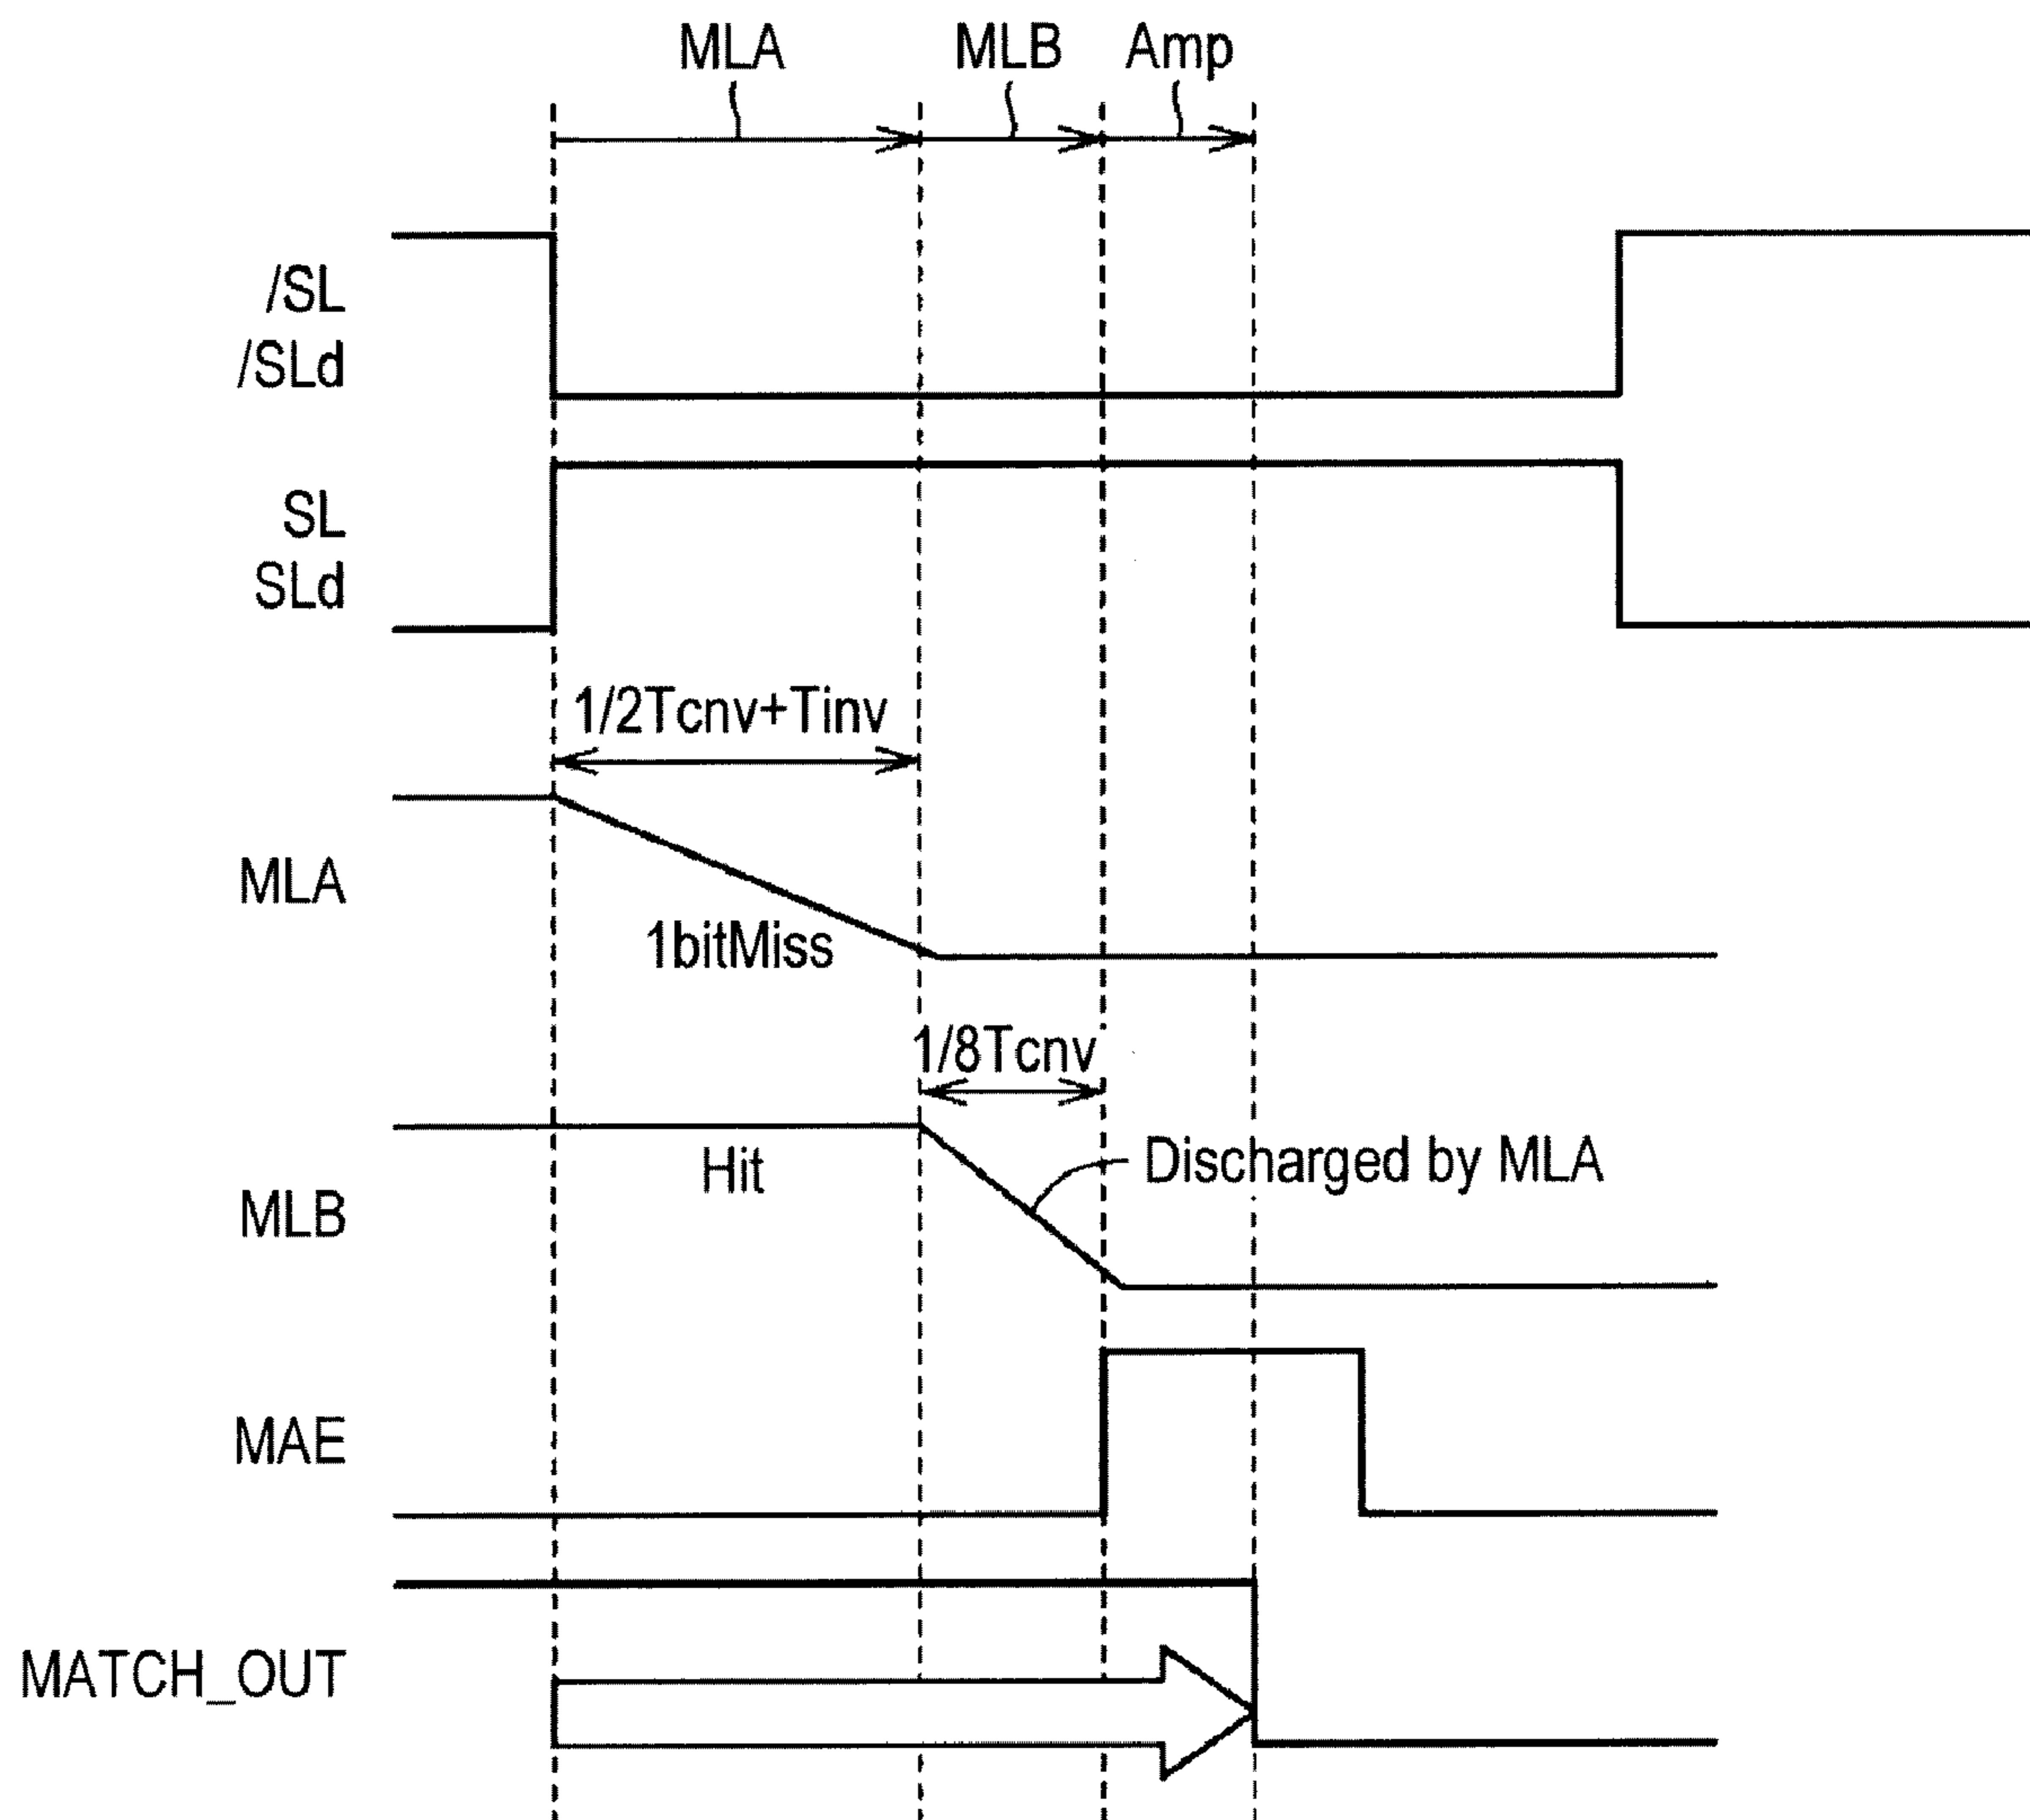 MLA MLB Amp
/SL
/SLd
SL
SLd
1/2Tcnv+Tinv
MLA
1bitMiss
1/8Tcnv
Hit
Discharged by MLA
MLB
MAE
MATCH_OUT